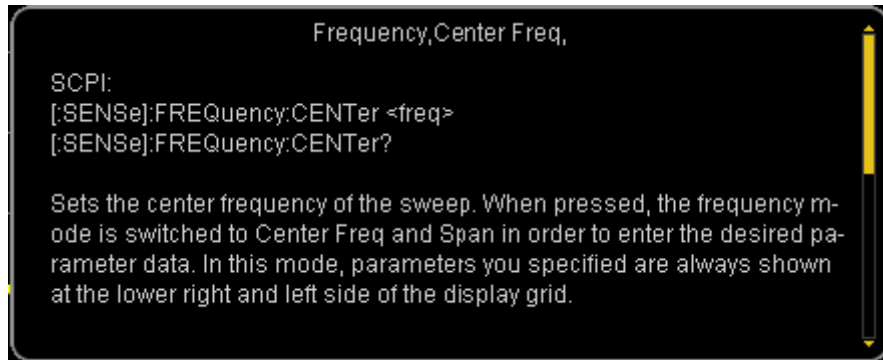 Frequency,Center Freq,
SCPI:
[:SENSe]:FREQuency:CENTer <freq>
[:SENSe]:FREQuency:CENTer?
Sets the center frequency of the sweep. When pressed, the frequency m-
ode is switched to Center Freq and Span in order to enter the desired pa-
rameter data. In this mode, parameters you specified are always shown
at the lower right and left side of the display grid.